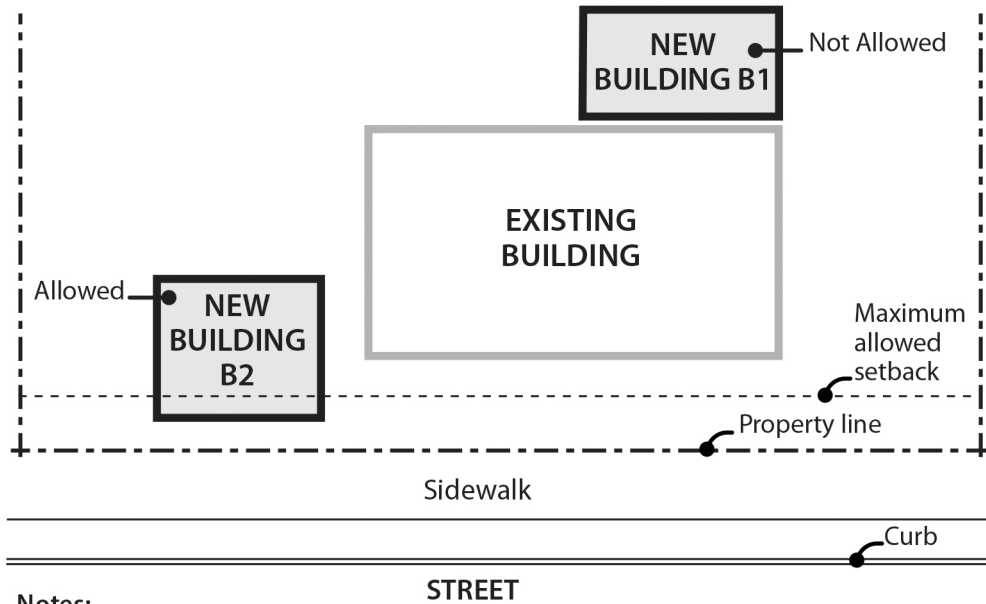 NEW
BUILDING B1
Not Allowed
EXISTING
BUILDING
Allowed
NEW
BUILDING
B2
Maximum
allowed
setback
Property line
Sidewalk
Curb
STREET
Notes: